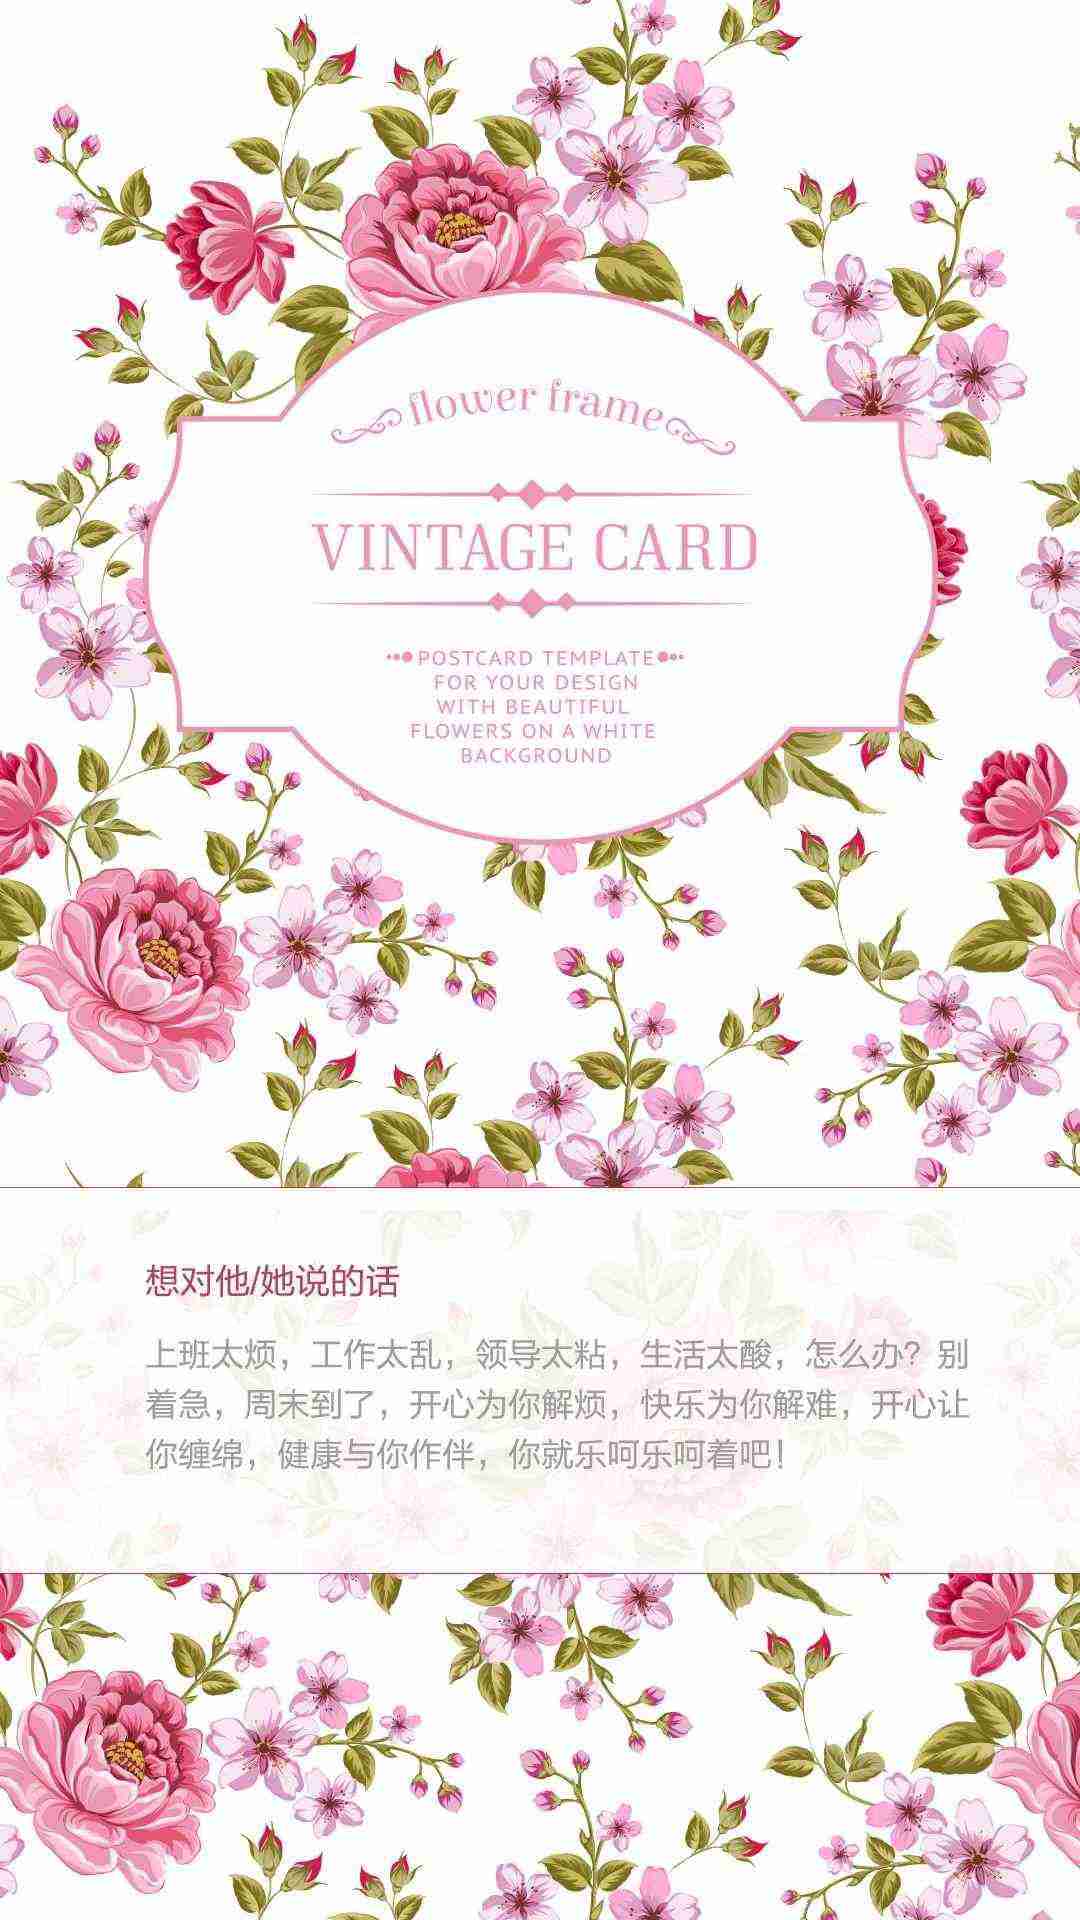 flower frame
VINTAGE CARD
POSTCARD TEMPLATE
FOR YOUR DESIGN
WITH BEAUTIFUL
FLOWERS ON A WHITE
BACKGROUND
想对他/她说的话
上班太烦，工作太乱，领导太粘，生活太酸，怎么办？别
着急，周末到了，开心为你解烦，快乐为你解难，开心让
你缠绵，健康与你作伴，你就乐呵乐呵着吧！